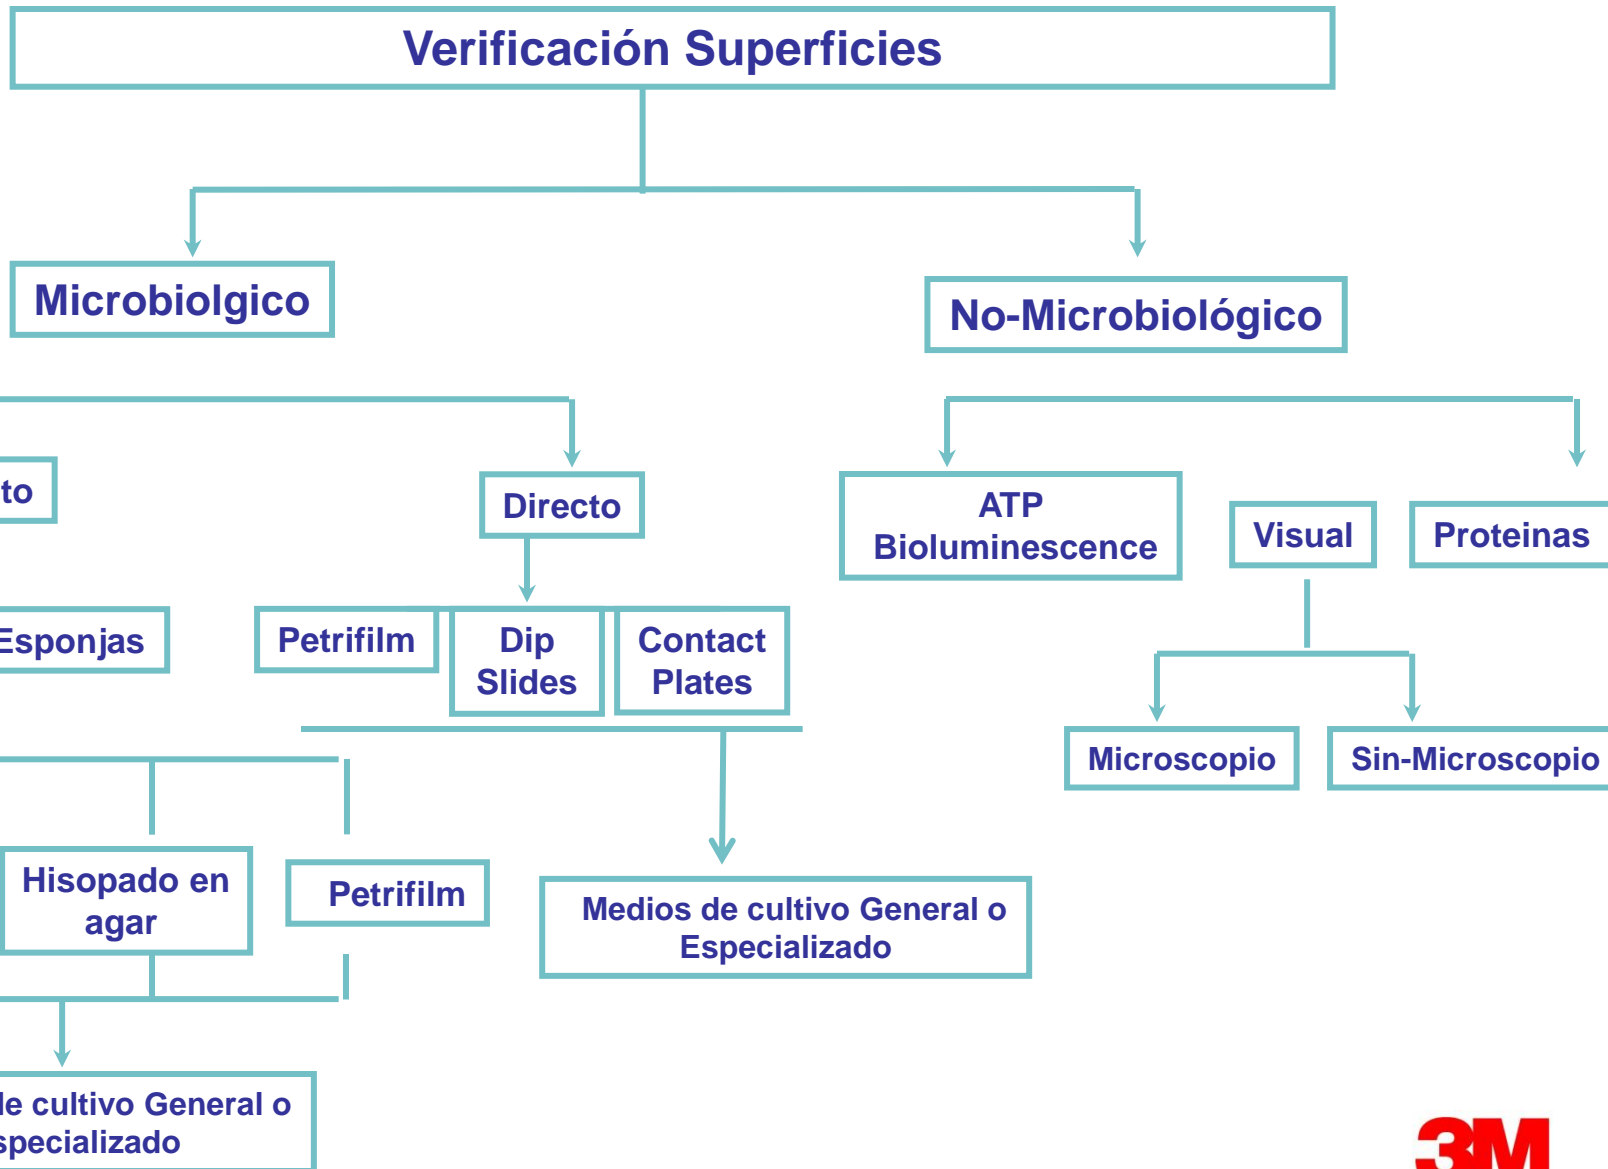 Verificación Superficies
Microbiolgico
No-Microbiológico
to
Directo
ATP
Bioluminescence
Visual
Proteinas
Esponjas
Petrifilm
Dip
Slides
Contact
Plates
Microscopio
Sin-Microscopio
Hisopado en
agar
Petrifilm
Medios de cultivo General o
Especializado
de cultivo General o
specializado
3M